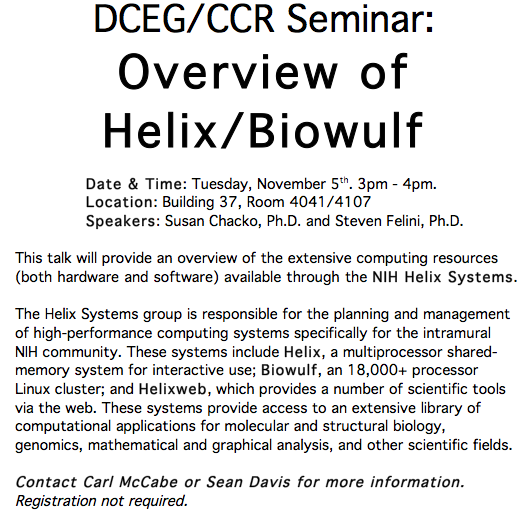 DCEG/CCR Seminar:
Overview of
Helix/Biowulf
Date & Time: Tuesday, November 5th. 3pm - 4pm.
Location: Building 37, Room 4041/4107
Speakers: Susan Chacko, Ph.D. and Steven Felini, Ph.D.
This talk will provide an overview of the extensive computing resources
(both hardware and software) available through the NIH Helix Systems.
The Helix Systems group is responsible for the planning and management
of high-performance computing systems specifically for the intramural
NIH community. These systems include Helix, a multiprocessor shared-
memory system for interactive use; Biowulf, an 18,000+ processor
Linux cluster; and Helixweb, which provides a number of scientific tools
via the web. These systems provide access to an extensive library of
computational applications for molecular and structural biology,
genomics, mathematical and graphical analysis, and other scientific fields.
Contact Carl McCabe or Sean Davis for more information.
Registration not required.